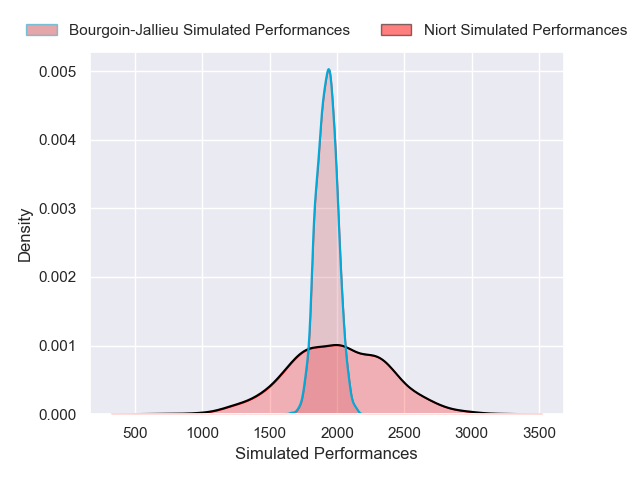 Bourgoin-Jallieu Simulated Performances Niort Simulated Performances
0.005
0.004
0.003
0.002
0.001
0.000
Density
500 1000 1500 2000 2500 3000 3500
Simulated Performances